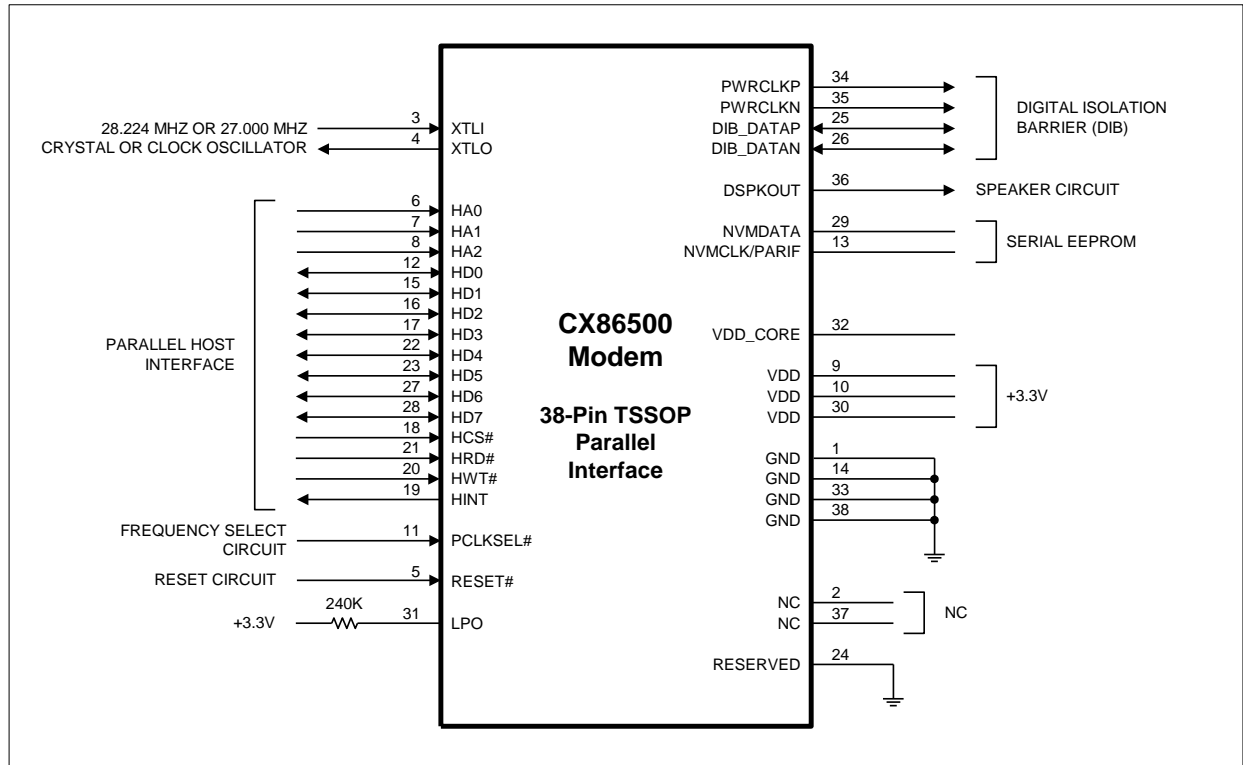 28.224 MHZ OR 27.000 MHZ
CRYSTAL OR CLOCK OSCILLATOR
3 XTLI
4 XTLO
PARALLEL HOST
INTERFACE
6 HA0
7 HA1
8 HA2
12 HD0
15 HD1
16 HD2
17 HD3
22 HD4
23 HD5
27 HD6
28 HD7
18 HCS#
21 HRD#
20 HWT#
19 HINT
FREQUENCY SELECT
CIRCUIT
11 PCLKSEL#
RESET CIRCUIT 5 RESET#
+3.3V 240K 31 LPO
CX86500
Modem
38-Pin TSSOP
Parallel
Interface
PWRCLKP 34
PWRCLKN 35
DIB_DATAP 25
DIB_DATAN 26
DIGITAL ISOLATION
BARRIER (DIB)
DSPKOUT 36 SPEAKER CIRCUIT
NVMDATA 29
NVMCLK/PARIF 13
SERIAL EEPROM
VDD_CORE 32
VDD 9
VDD 10
VDD 30
+3.3V
GND 1
GND 14
GND 33
GND 38
NC 2
NC 37
NC
RESERVED 24